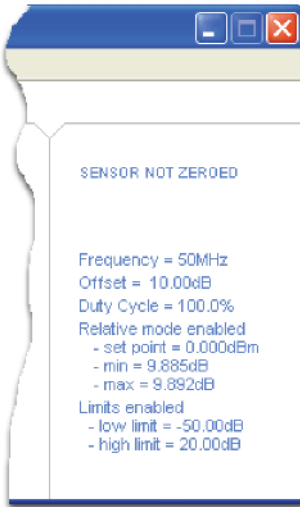 SENSOR NOT ZEROED
Frequency = 50MHz
Offset = 10.00dB
Duty Cycle = 100.0%
Relative mode enabled
- set point = 0.000dBm
- min = 9.885dB
- max = 9.892dB
Limits enabled
- low limit = -50.00dB
- high limit = 20.00dB